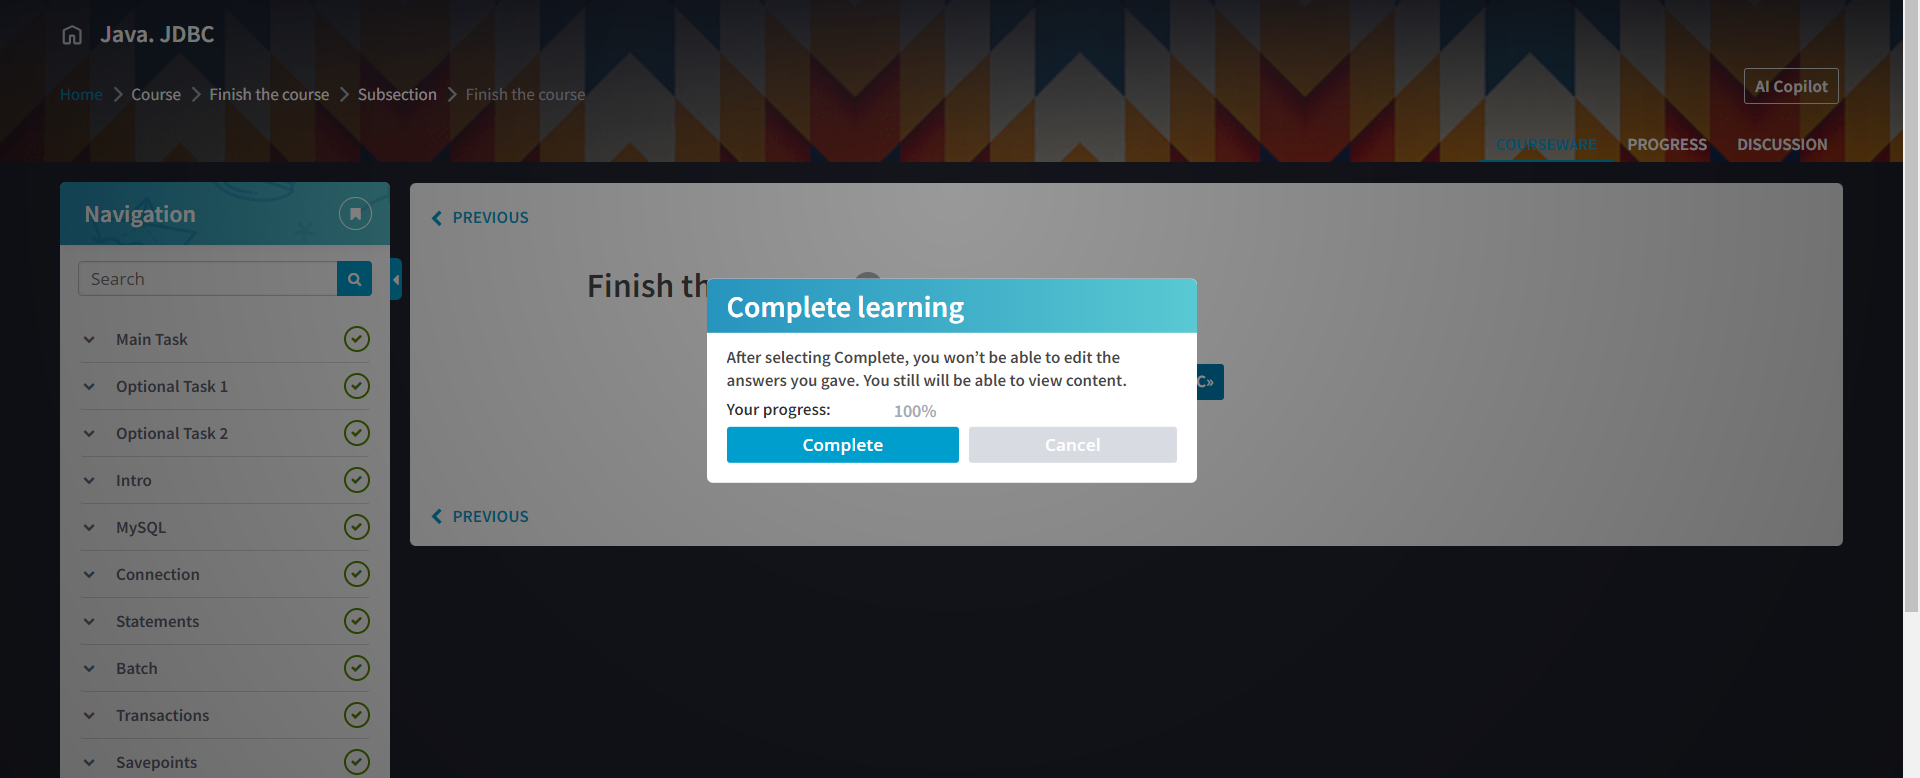 Java. JDBC
Home > Course > Finish the course > Subsection > Finish the course
AI Copilot
COURSEWARE PROGRESS DISCUSSION
Navigation
Search
Main Task
Optional Task 1
Optional Task 2
Intro
MySQL
Connection
Statements
Batch
Transactions
Savepoints
PREVIOUS
Finish th
Complete learning
After selecting Complete, you won’t be able to edit the
answers you gave. You still will be able to view content.
Your progress: 100%
Complete Cancel
C»
PREVIOUS